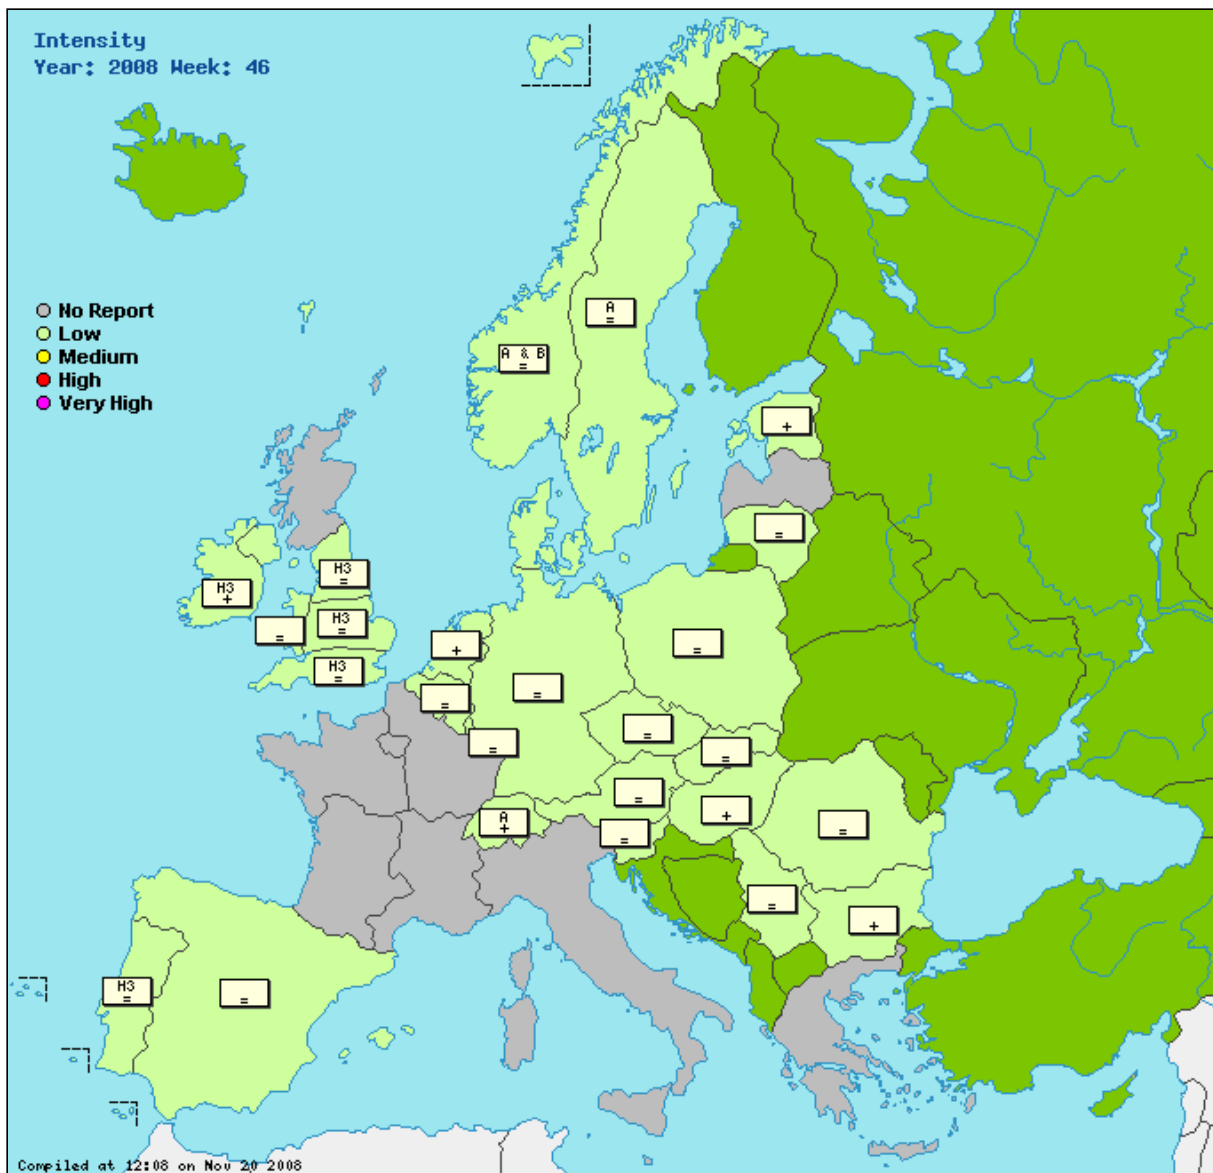 Intensity
Year: 2008 Week: 46
No Report
Low
Medium
High
Very High
A
=
A & B
=
+
=
H3
=
H3
+
H3
=
=
H3
=
+
=
=
=
=
=
=
=
A
+
+
=
=
=
+
H3
=
=
Compiled at 12:08 on Nov 20 2008